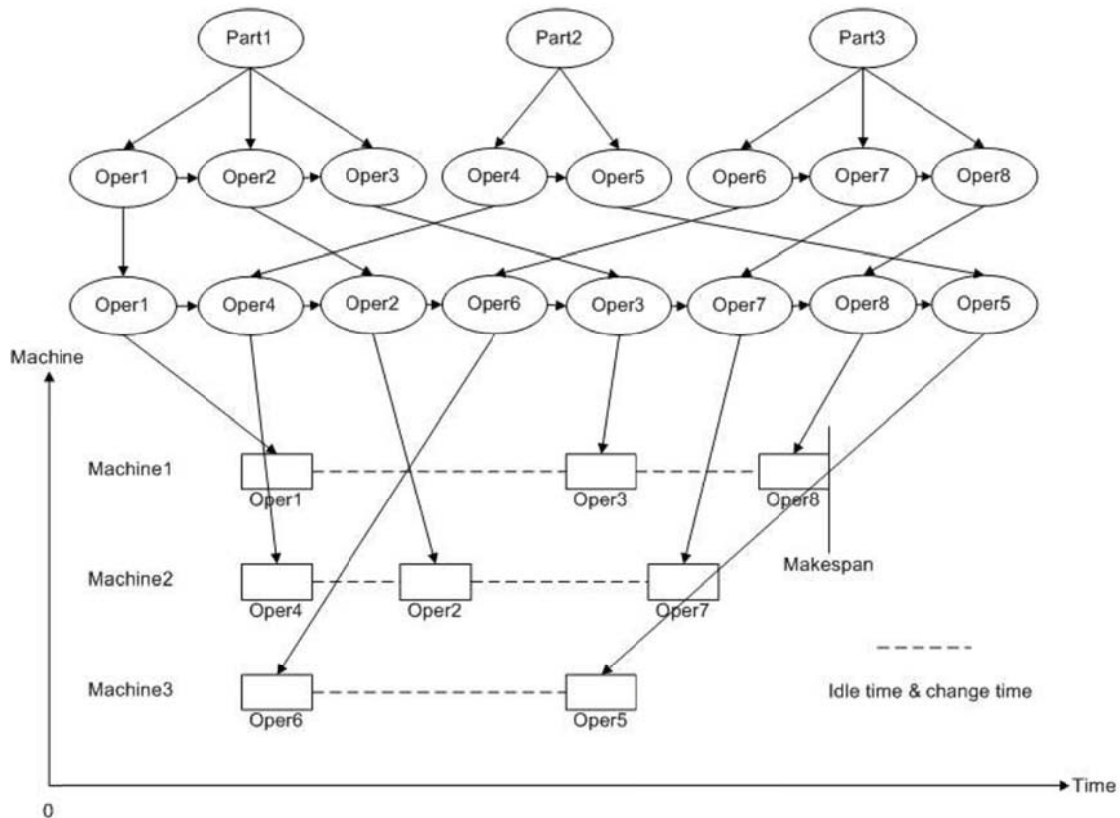 Part1 Part2 Part3
Oper1 Oper2 Oper3 Oper4 Oper5 Oper6 Oper7 Oper8
Oper1 Oper4 Oper2 Oper6 Oper3 Oper7 Oper8 Oper5
Machine
Machine1
Oper1 Oper3 Oper8
Makespan
Machine2
Oper4 Oper2 Oper7
Machine3
Idle time & change time
Oper6 Oper5
Time
0